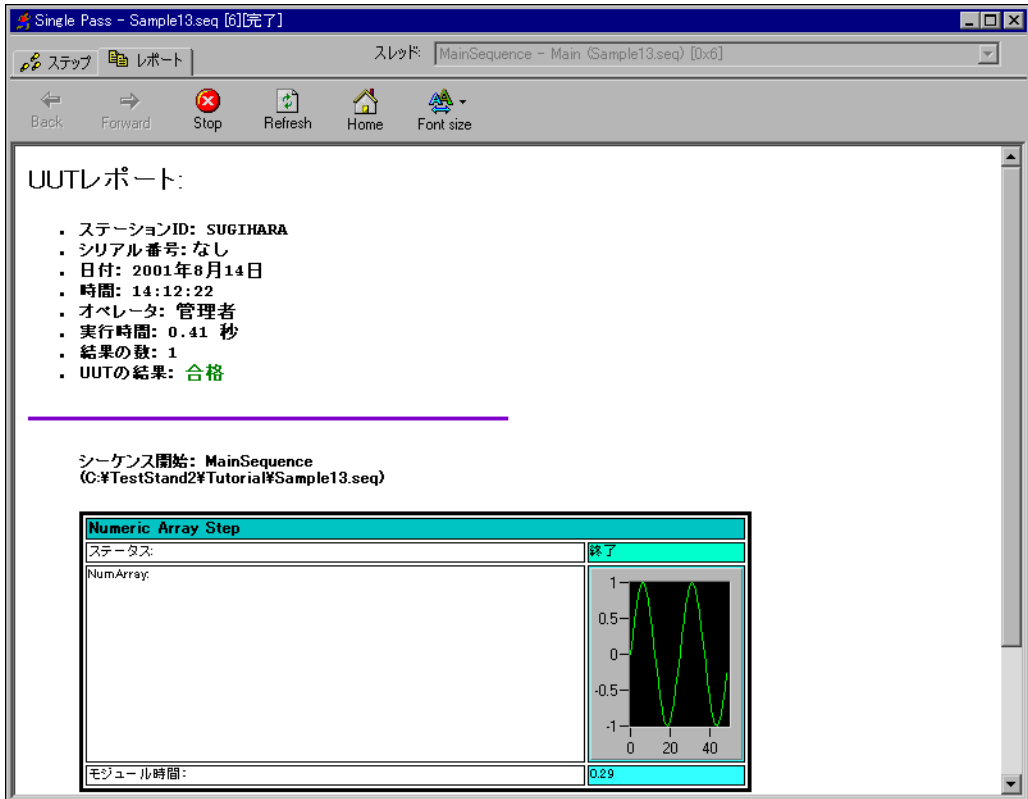 Single Pass - Sample13.seq [6][完了]
ステップ レポート スレッド: MainSequence - Main (Sample13.seq) [0x6]
Back Forward Stop Refresh Home Font size
UUTレポート:
. ステーションID: SUGIHARA
. シリアル番号: なし
. 日付: 2001年8月14日
. 時間: 14:12:22
. オペレータ: 管理者
. 実行時間: 0.41 秒
. 結果の数: 1
. UUTの結果: 合格
シーケンス開始: MainSequence
(C:¥TestStand2¥Tutorial¥Sample13.seq)
Numeric Array Step
ステータス: 終了
NumArray:
1
0.5
0
-0.5
-1
0 20 40
モジュール時間: 0.29